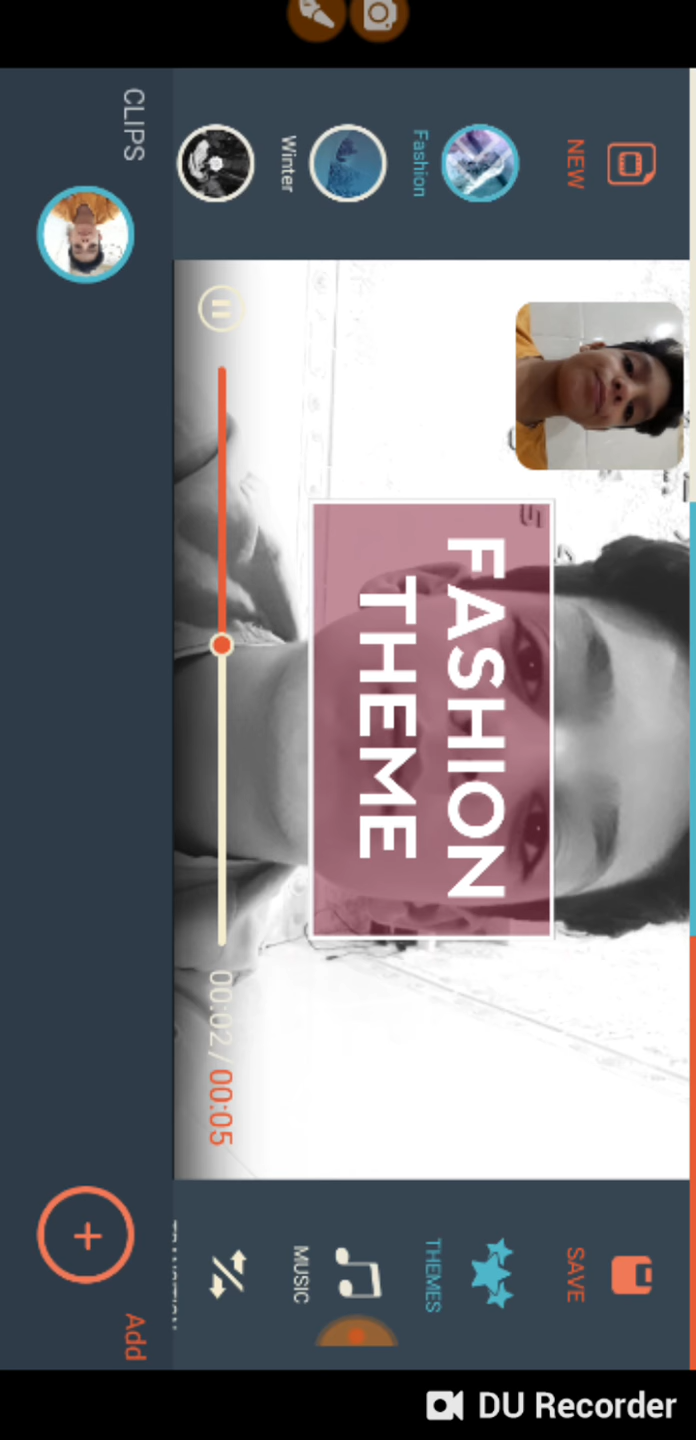 NEW
Fashion
Winter
CLIPS
FASHION
THEME
00:02 / 00:05
SAVE
THEMES
MUSIC
Add
DU Recorder